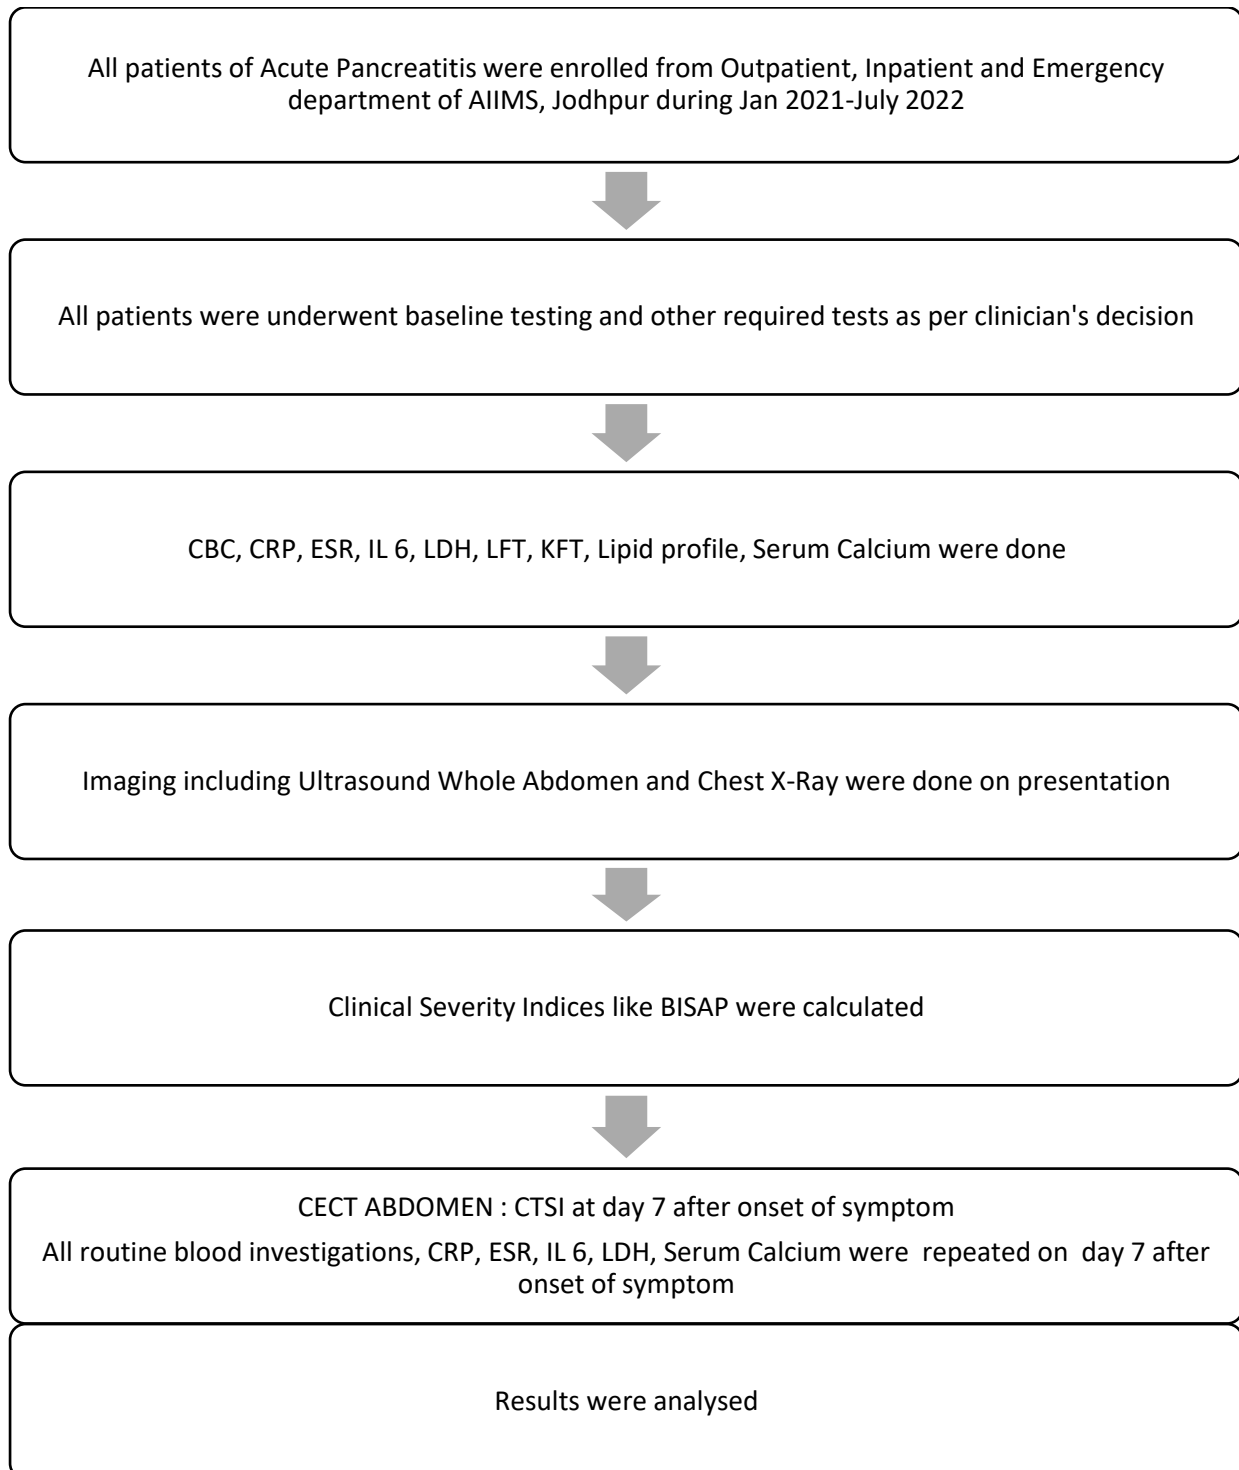 All patients of Acute Pancreatitis were enrolled from Outpatient, Inpatient and Emergency
department of AIIMS, Jodhpur during Jan 2021-July 2022
All patients were underwent baseline testing and other required tests as per clinician's decision
CBC, CRP, ESR, IL 6, LDH, LFT, KFT, Lipid profile, Serum Calcium were done
Imaging including Ultrasound Whole Abdomen and Chest X-Ray were done on presentation
Clinical Severity Indices like BISAP were calculated
CECT ABDOMEN : CTSI at day 7 after onset of symptom
All routine blood investigations, CRP, ESR, IL 6, LDH, Serum Calcium were  repeated on  day 7 after
onset of symptom
Results were analysed